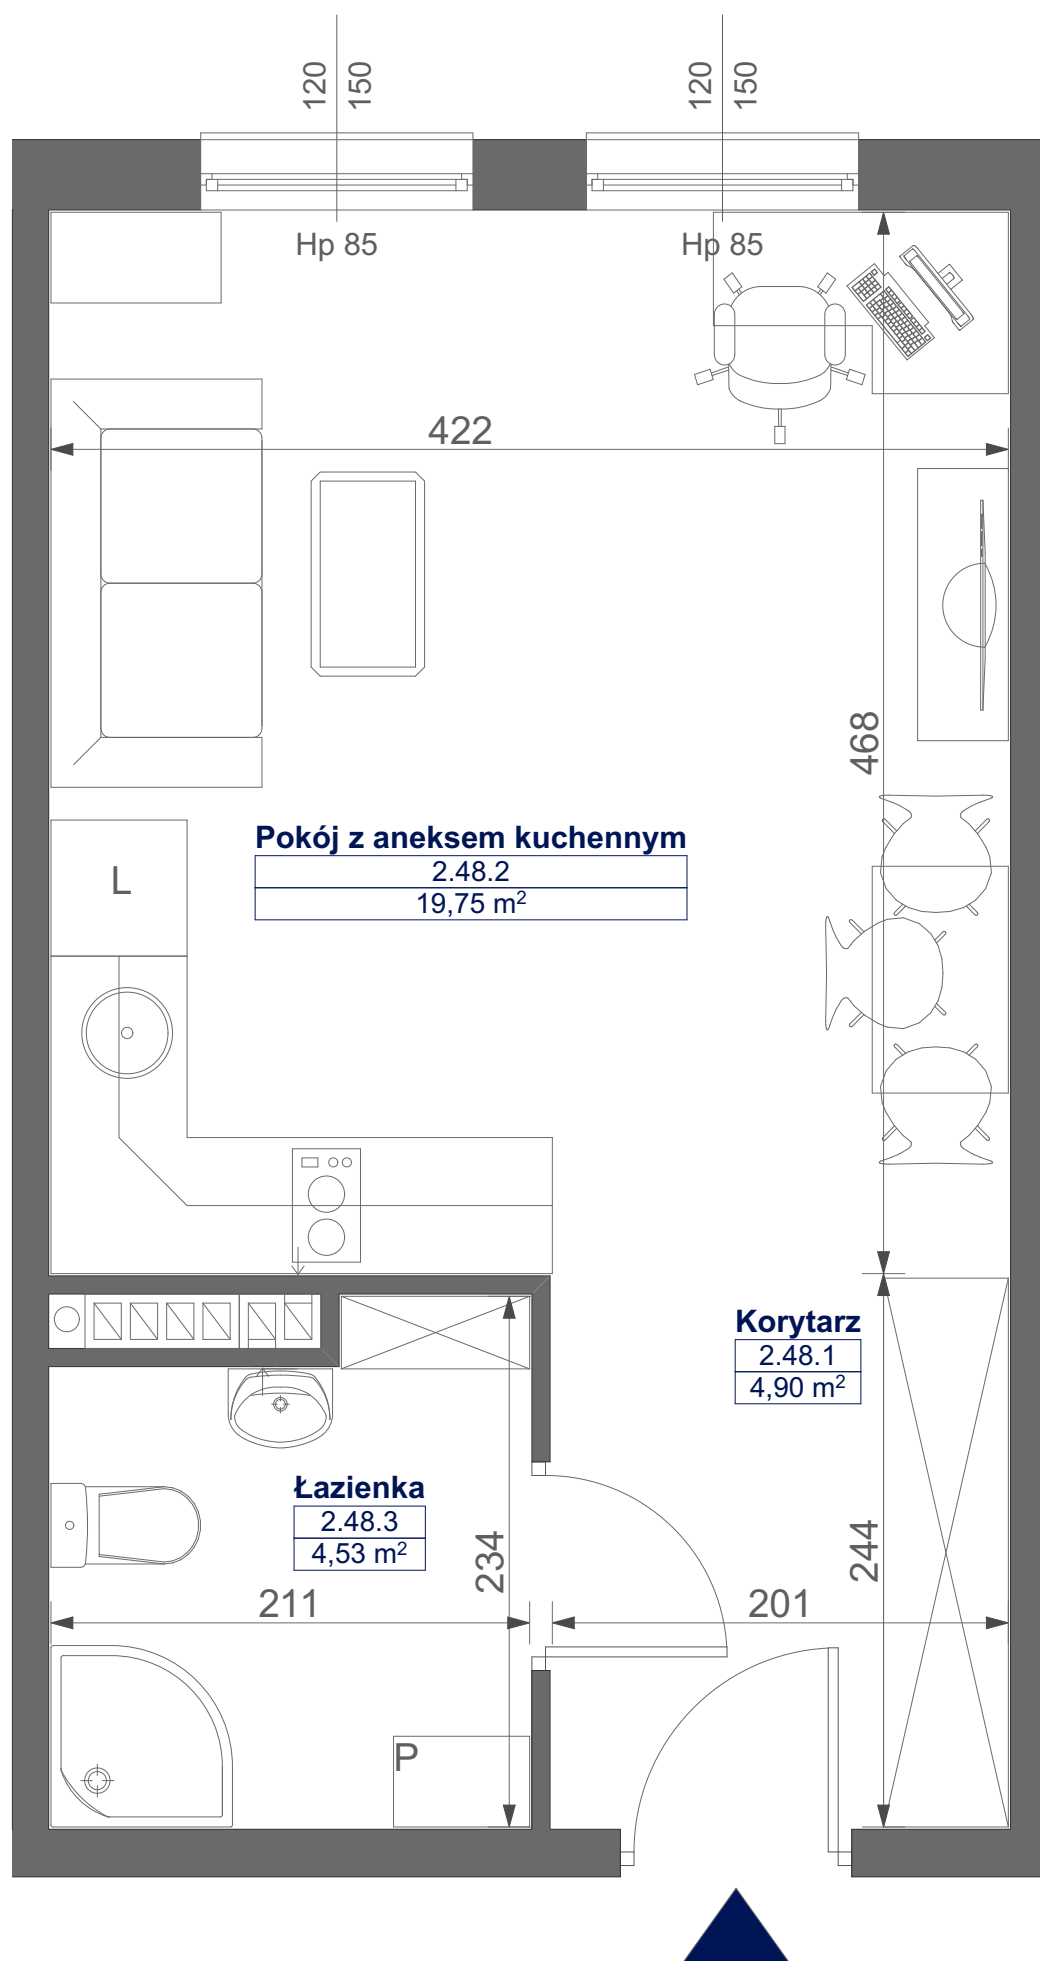 120
150
120
150
Hp 85
Hp 85
422
468
Pokój z aneksem kuchennym
2.48.2
19,75 m²
L
Korytarz
2.48.1
4,90 m²
Łazienka
2.48.3
4,53 m²
234
244
211
201
P